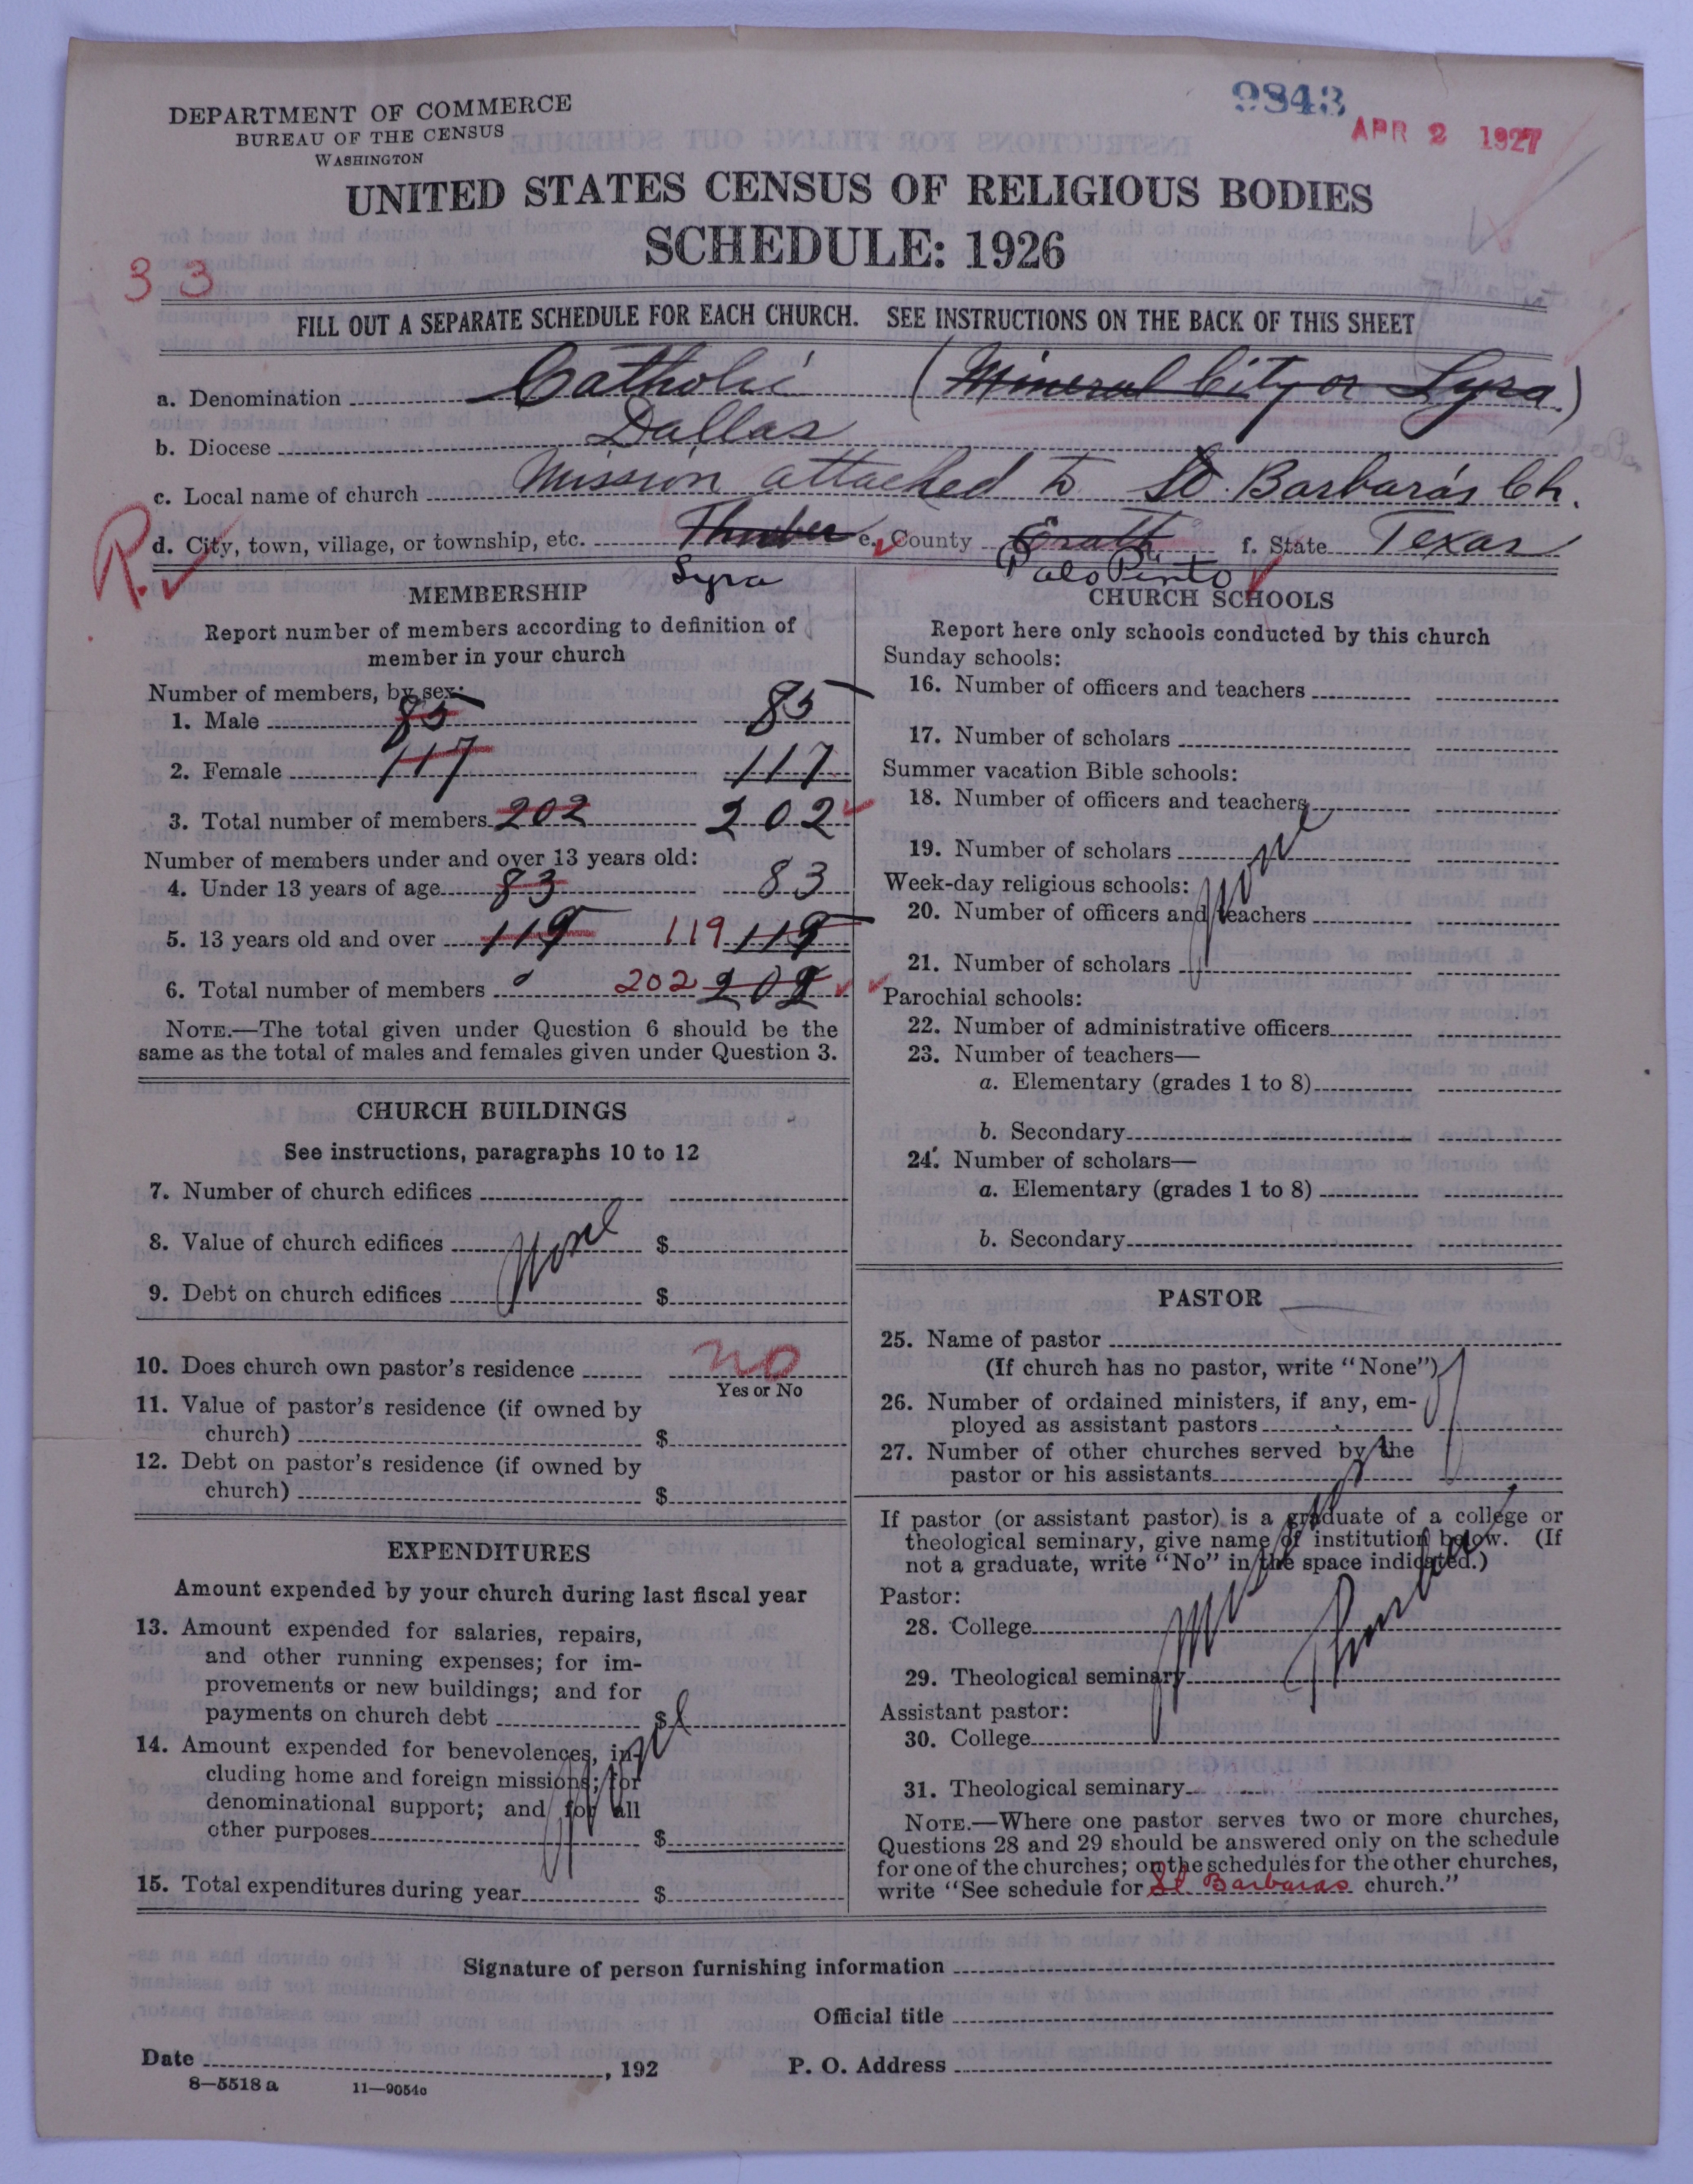 9843
APR 2 1927
DEPARTMENT OF COMMERCE
BUREAU OF THE CENSUS
WASHINGTON
UNITED STATES CENSUS OF RELIGIOUS BODIES
SCHEDULE: 1926
3 3
FILL OUT A SEPARATE SCHEDULE FOR EACH CHURCH. SEE INSTRUCTIONS ON THE BACK OF THIS SHEET
a. Denomination Catholic (Mineral City or Lyra)
b. Diocese Dallas
c. Local name of church Mission attached to St. Barbara's Ch.
R. d. City, town, village, or township, etc. Thurber e. County Erath f. State Texas
Lyra Palo Pinto
MEMBERSHIP
Report number of members according to definition of
member in your church
Number of members, by sex:
1. Male 85 85
2. Female 117 117
3. Total number of members 202 202
Number of members under and over 13 years old:
4. Under 13 years of age 83 83
5. 13 years old and over 119 119 119
6. Total number of members 202 202
NOTE.—The total given under Question 6 should be the
same as the total of males and females given under Question 3.
CHURCH BUILDINGS
See instructions, paragraphs 10 to 12
7. Number of church edifices
8. Value of church edifices None $
9. Debt on church edifices $
10. Does church own pastor's residence no
Yes or No
11. Value of pastor's residence (if owned by
church) $
12. Debt on pastor's residence (if owned by
church) $
EXPENDITURES
Amount expended by your church during last fiscal year
13. Amount expended for salaries, repairs,
and other running expenses; for im-
provements or new buildings; and for
payments on church debt $
14. Amount expended for benevolences, in-
cluding home and foreign missions; for
denominational support; and for all
other purposes $
None
15. Total expenditures during year $
CHURCH SCHOOLS
Report here only schools conducted by this church
Sunday schools:
16. Number of officers and teachers
17. Number of scholars
Summer vacation Bible schools:
18. Number of officers and teachers
19. Number of scholars
None
Week-day religious schools:
20. Number of officers and teachers
21. Number of scholars
Parochial schools:
22. Number of administrative officers
23. Number of teachers—
a. Elementary (grades 1 to 8)
b. Secondary
24. Number of scholars—
a. Elementary (grades 1 to 8)
b. Secondary
PASTOR
25. Name of pastor
(If church has no pastor, write "None")
26. Number of ordained ministers, if any, em-
ployed as assistant pastors
27. Number of other churches served by the
pastor or his assistants
If pastor (or assistant pastor) is a graduate of a college or
theological seminary, give name of institution below. (If
not a graduate, write "No" in the space indicated.)
Pastor:
28. College
29. Theological seminary
Assistant pastor:
30. College
31. Theological seminary
NOTE.—Where one pastor serves two or more churches,
Questions 28 and 29 should be answered only on the schedule
for one of the churches; on the schedules for the other churches,
write "See schedule for St Barbaras church."
Signature of person furnishing information
Official title
Date , 192 P. O. Address
8—5518 a 11—9054a